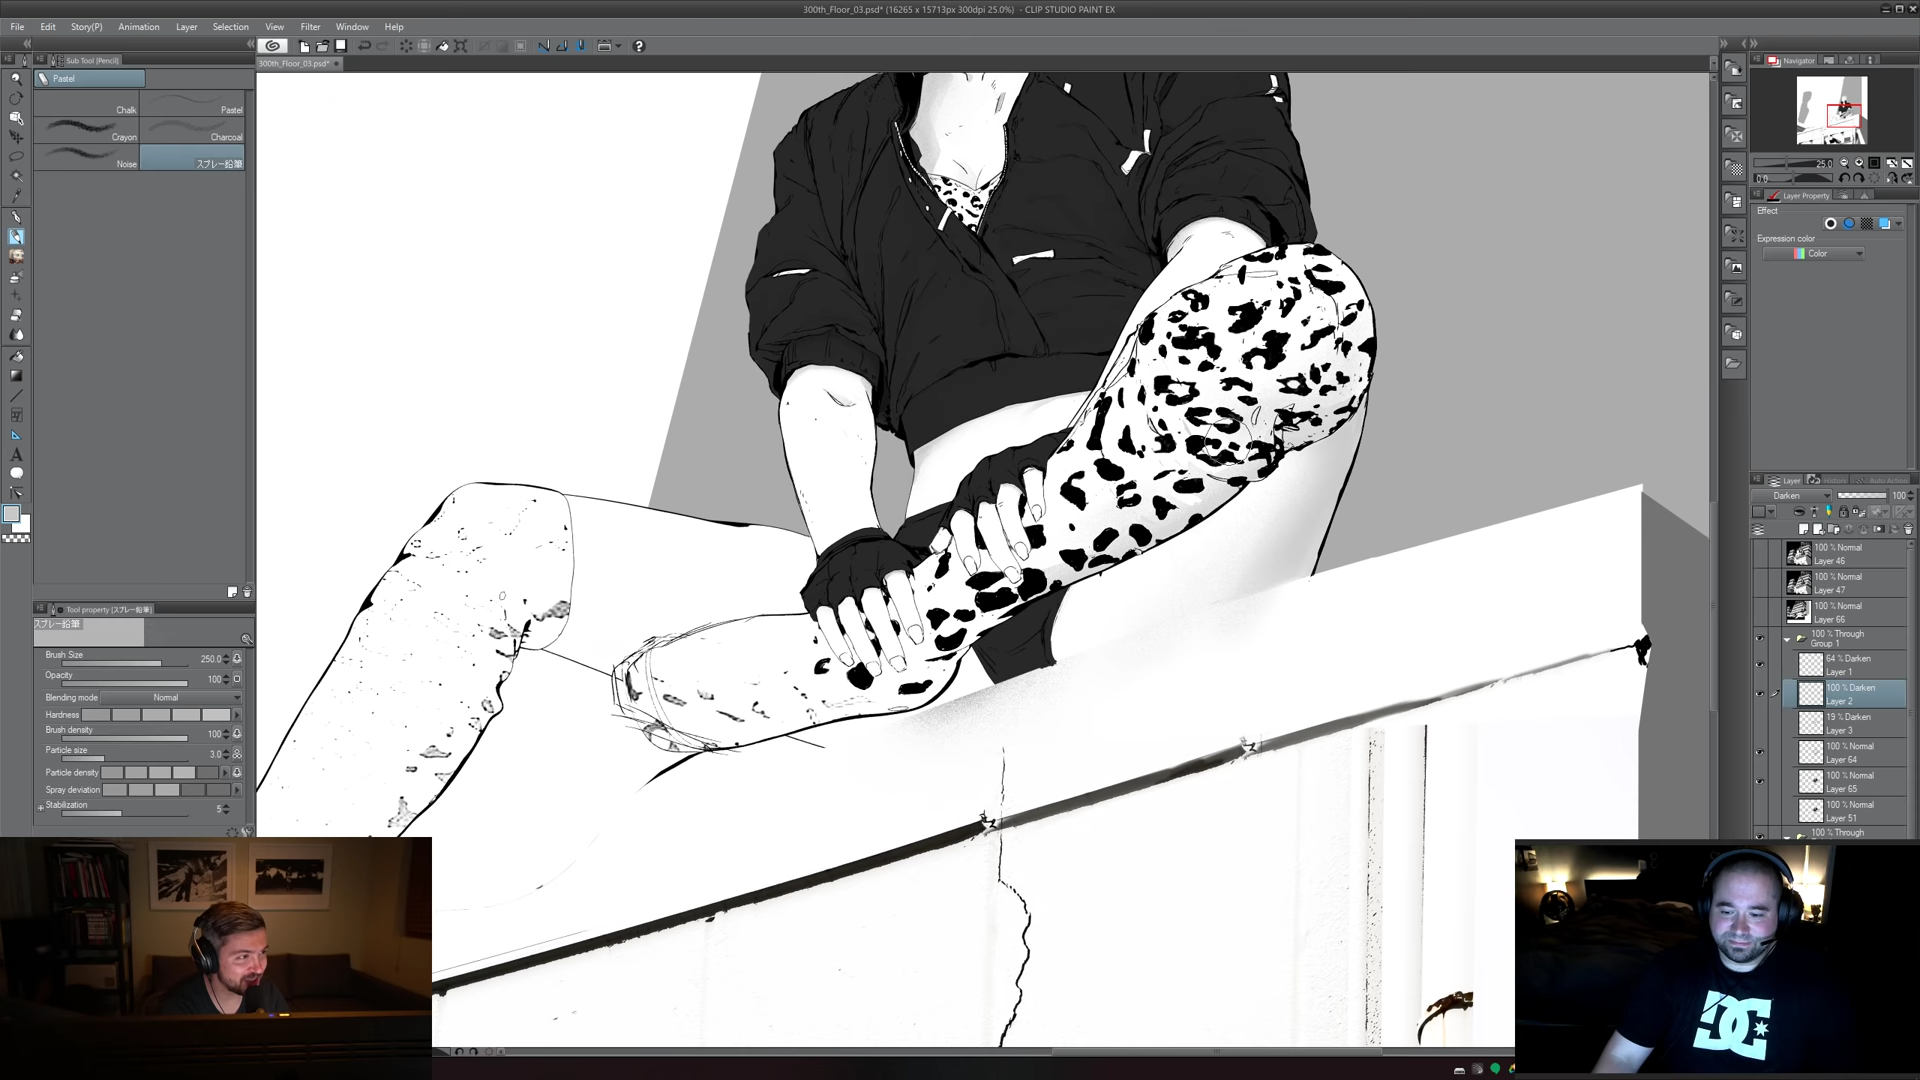 300th_Floor_03.psd* (16265 x 15713px 300dpi 25.0%)  - CLIP STUDIO PAINT EX
File Edit Story(P) Animation Layer Selection View Filter Window Help
Sub Tool [Pencil]
300th_Floor_03.psd*
Navigator
Pastel
Chalk Pastel
Crayon Charcoal
Noise スプレー鉛筆
25.0
0.0
Layer Property
Effect
Expression color
Color
Layer History Auto Action
Darken 100
100 % Normal
Layer 46
100 % Normal
Layer 47
100 % Normal
Layer 66
100 % Through
Group 1
64 % Darken
Layer 1
100 % Darken
Layer 2
19 % Darken
Layer 3
100 % Normal
Layer 64
100 % Normal
Layer 65
100 % Normal
Layer 51
100 % Through
Tool property [スプレー鉛筆]
スプレー鉛筆
Brush Size 250.0
Opacity 100
Blending mode Normal
Hardness
Brush density 100
Particle size 3.0
Particle density
Spray deviation
Stabilization 5
DC